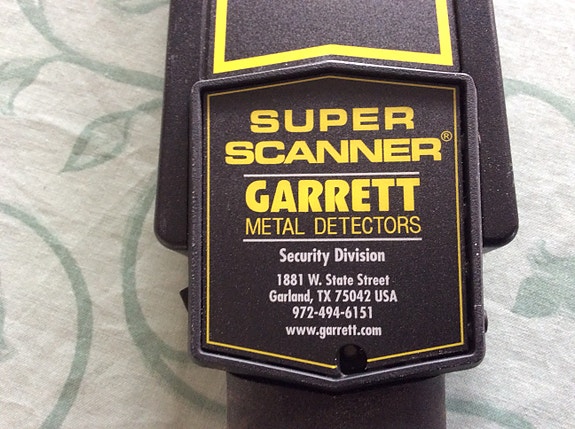 SUPER
SCANNER®
GARRETT
METAL DETECTORS
Security Division
1881 W. State Street
Garland, TX 75042 USA
972-494-6151
www.garrett.com